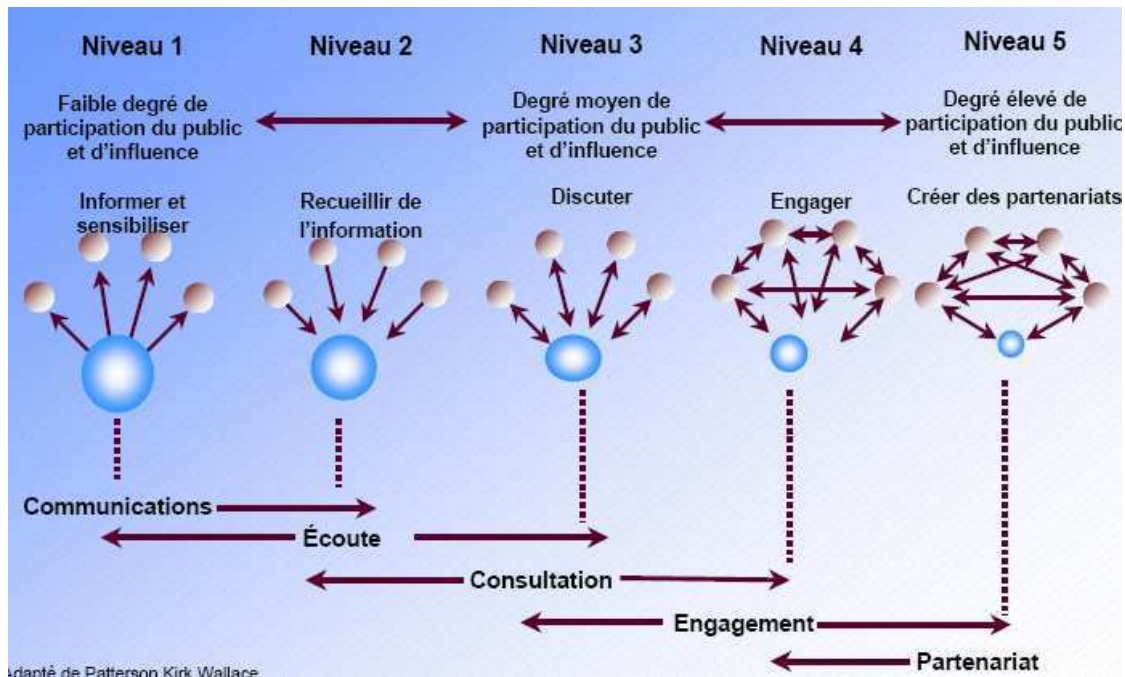 Niveau 1
Niveau 2
Niveau 3
Niveau 4
Niveau 5
Faible degré de
participation du public
et d'influence
Degré moyen de
participation du public
et d'influence
Degré élevé de
participation du public
et d'influence
Informer et
sensibiliser
Recueillir de
l'information
Discuter
Engager
Créer des partenariats
Communications
Écoute
Consultation
Engagement
Partenariat
Adapté de Patterson Kirk Wallace